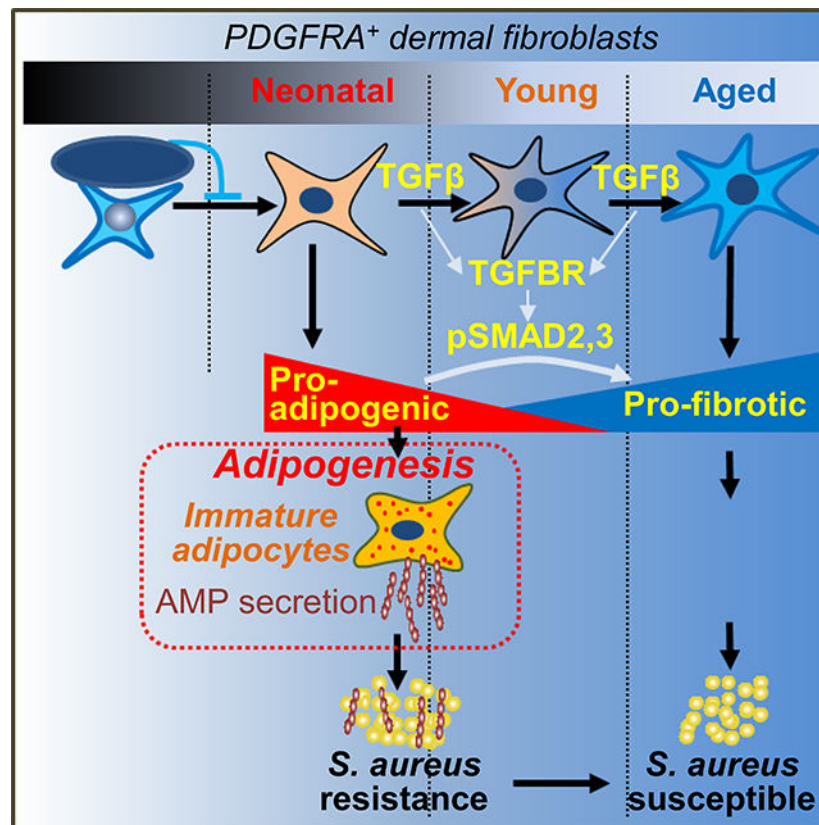 PDGFRA+ dermal fibroblasts
Neonatal Young Aged
TGFβ TGFβ
TGFBR
pSMAD2,3
Pro-
adipogenic
Pro-fibrotic
Adipogenesis
Immature
adipocytes
AMP secretion
S. aureus
resistance
S. aureus
susceptible